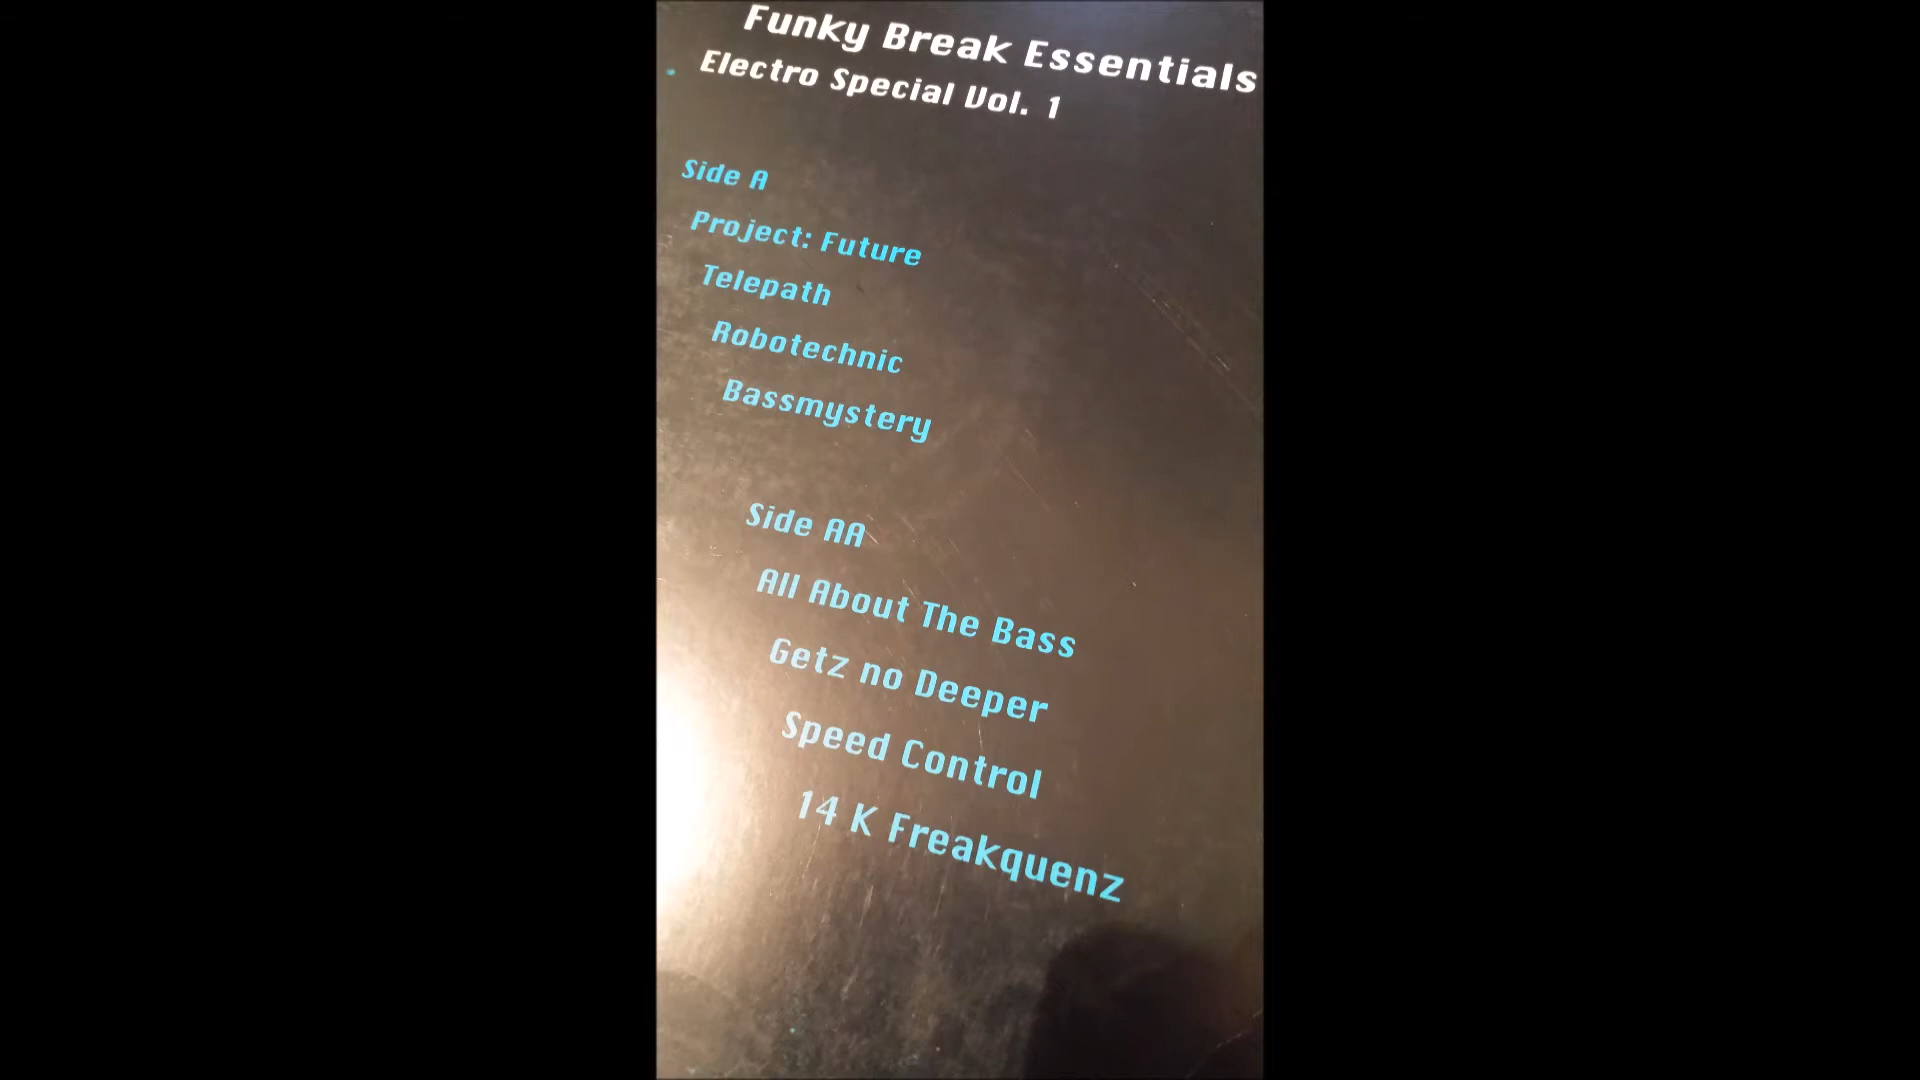 Funky Break Essentials
Electro Special Vol. 1
Side A
Project: Future
Telepath
Robotechnic
Bassmystery
Side AA
All About The Bass
Getz no Deeper
Speed Control
14 K Freakquenz